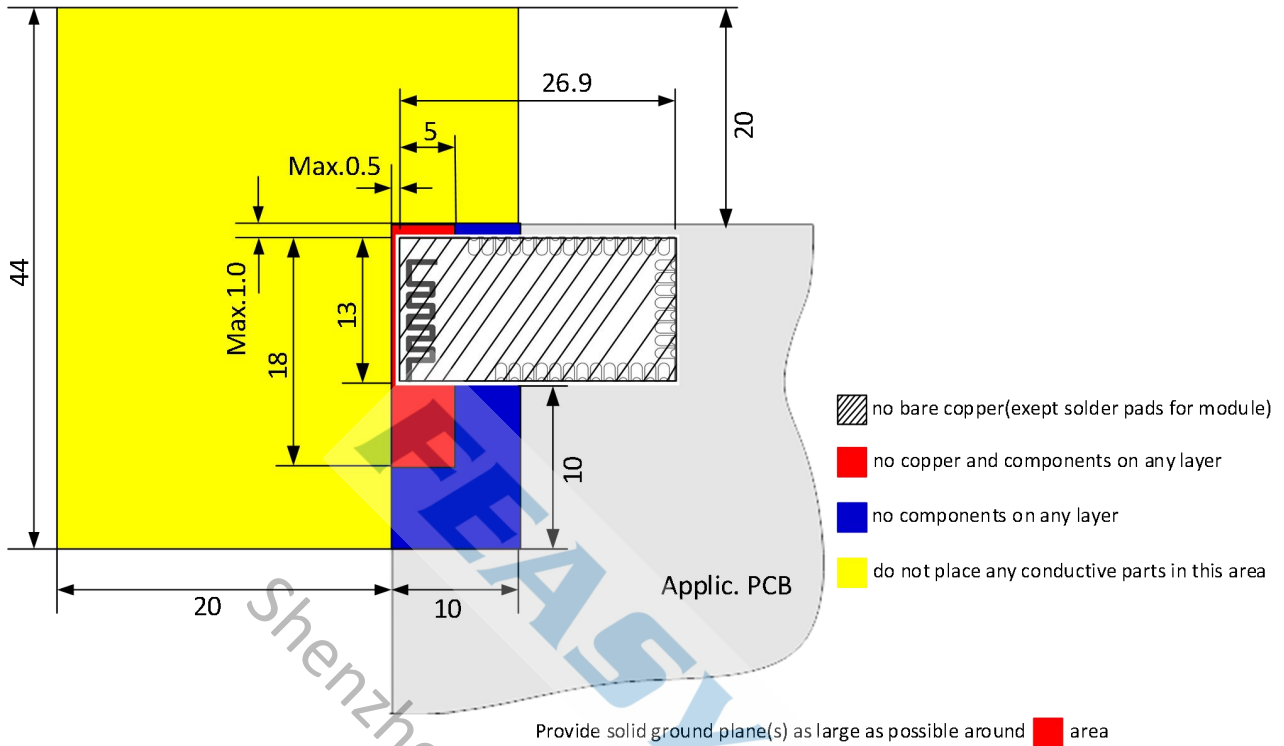 26.9
5
20
Max.0.5
44
Max.1.0
13
18
no bare copper(exept solder pads for module)
no copper and components on any layer
10
no components on any layer
do not place any conductive parts in this area
Applic. PCB
20
10
FEASY
Shenzhe
Provide solid ground plane(s) as large as possible around area